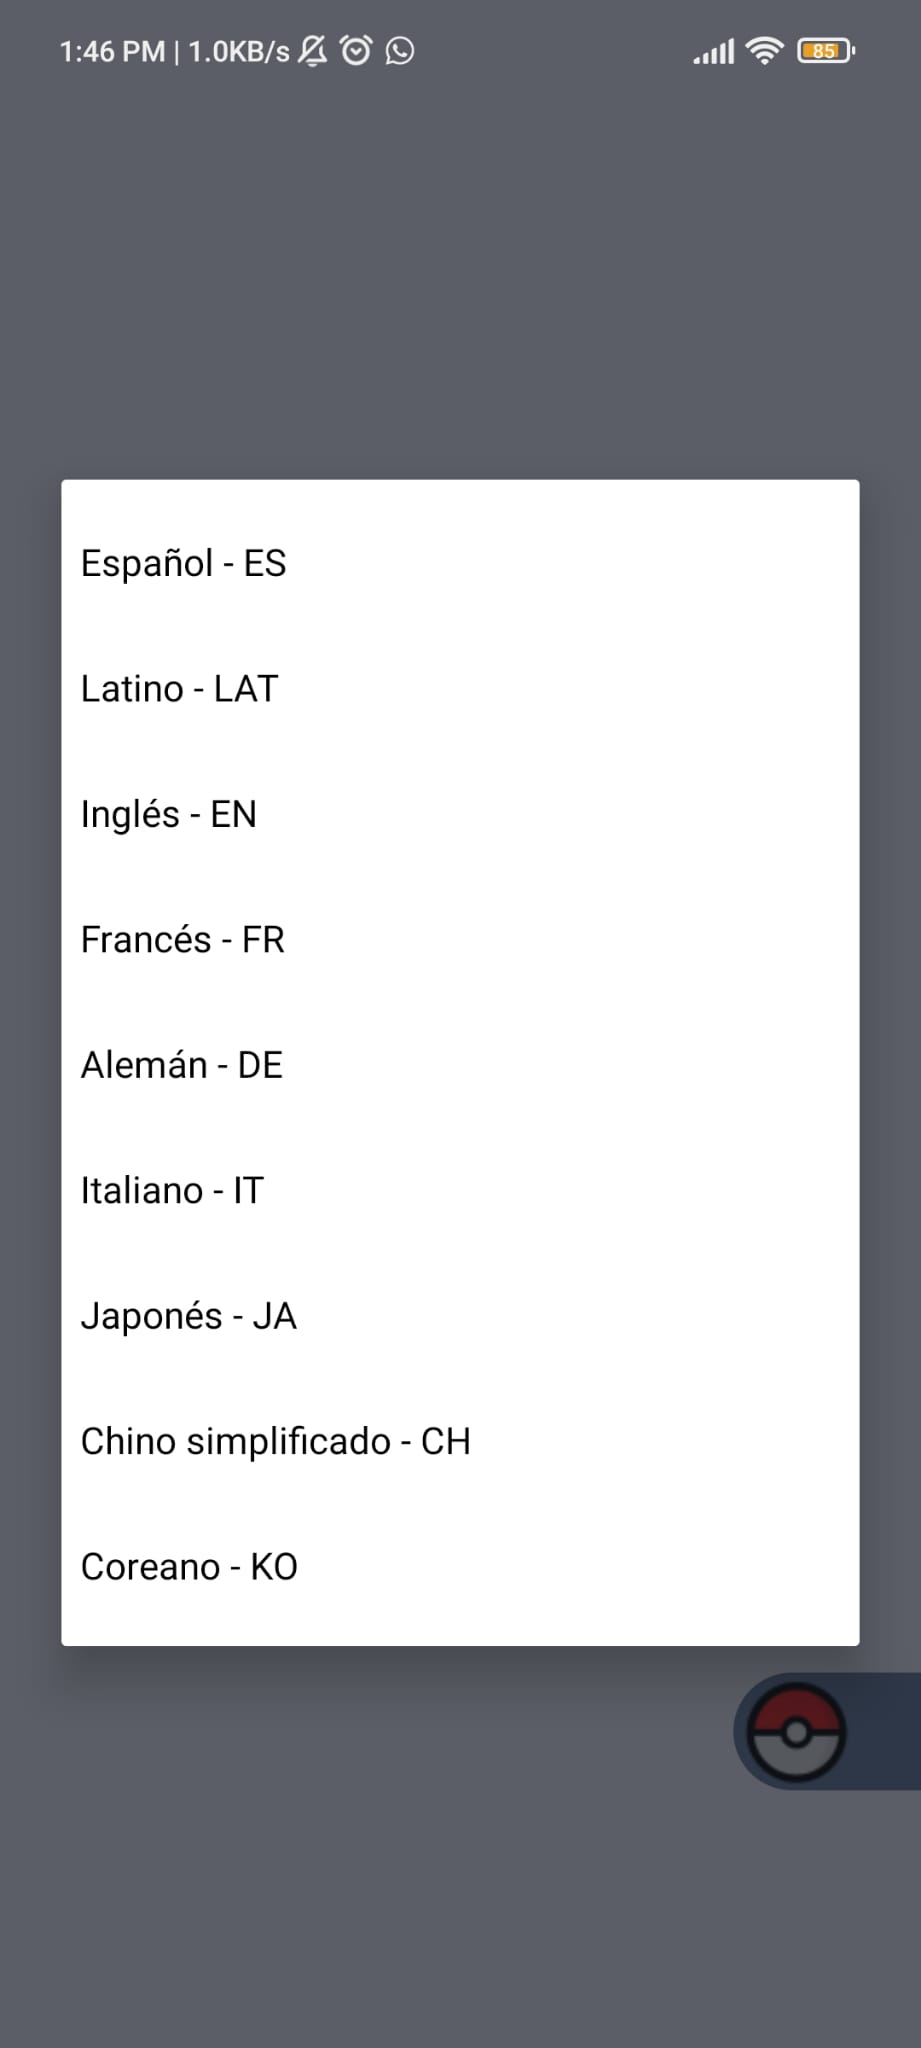 1:46 PM | 1.0KB/s 85
Español - ES
Latino - LAT
Inglés - EN
Francés - FR
Alemán - DE
Italiano - IT
Japonés - JA
Chino simplificado - CH
Coreano - KO